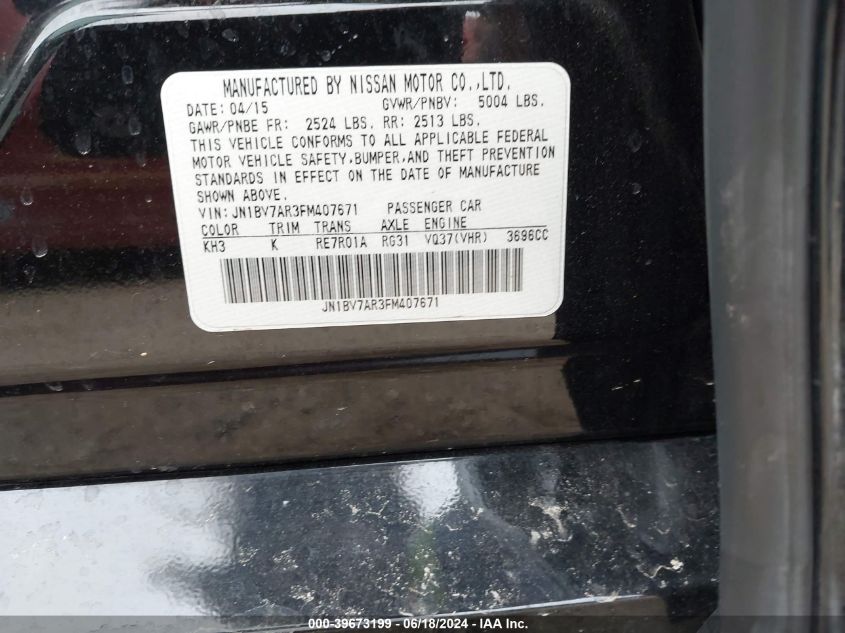 MANUFACTURED BY NISSAN MOTOR CO.,LTD.
DATE: 04/15 GVWR/PNBV: 5004 LBS.
GAWR/PNBE FR: 2524 LBS. RR: 2513 LBS.
THIS VEHICLE CONFORMS TO ALL APPLICABLE FEDERAL
MOTOR VEHICLE SAFETY,BUMPER,AND THEFT PREVENTION
STANDARDS IN EFFECT ON THE DATE OF MANUFACTURE
SHOWN ABOVE.
VIN:JN1BV7AR3FM407671 PASSENGER CAR
COLOR TRIM TRANS AXLE ENGINE
KH3 K RE7R01A RG31 VQ37(VHR) 3696CC
JN1BV7AR3FM407671
000-39673199 - 06/18/2024 - IAA Inc.